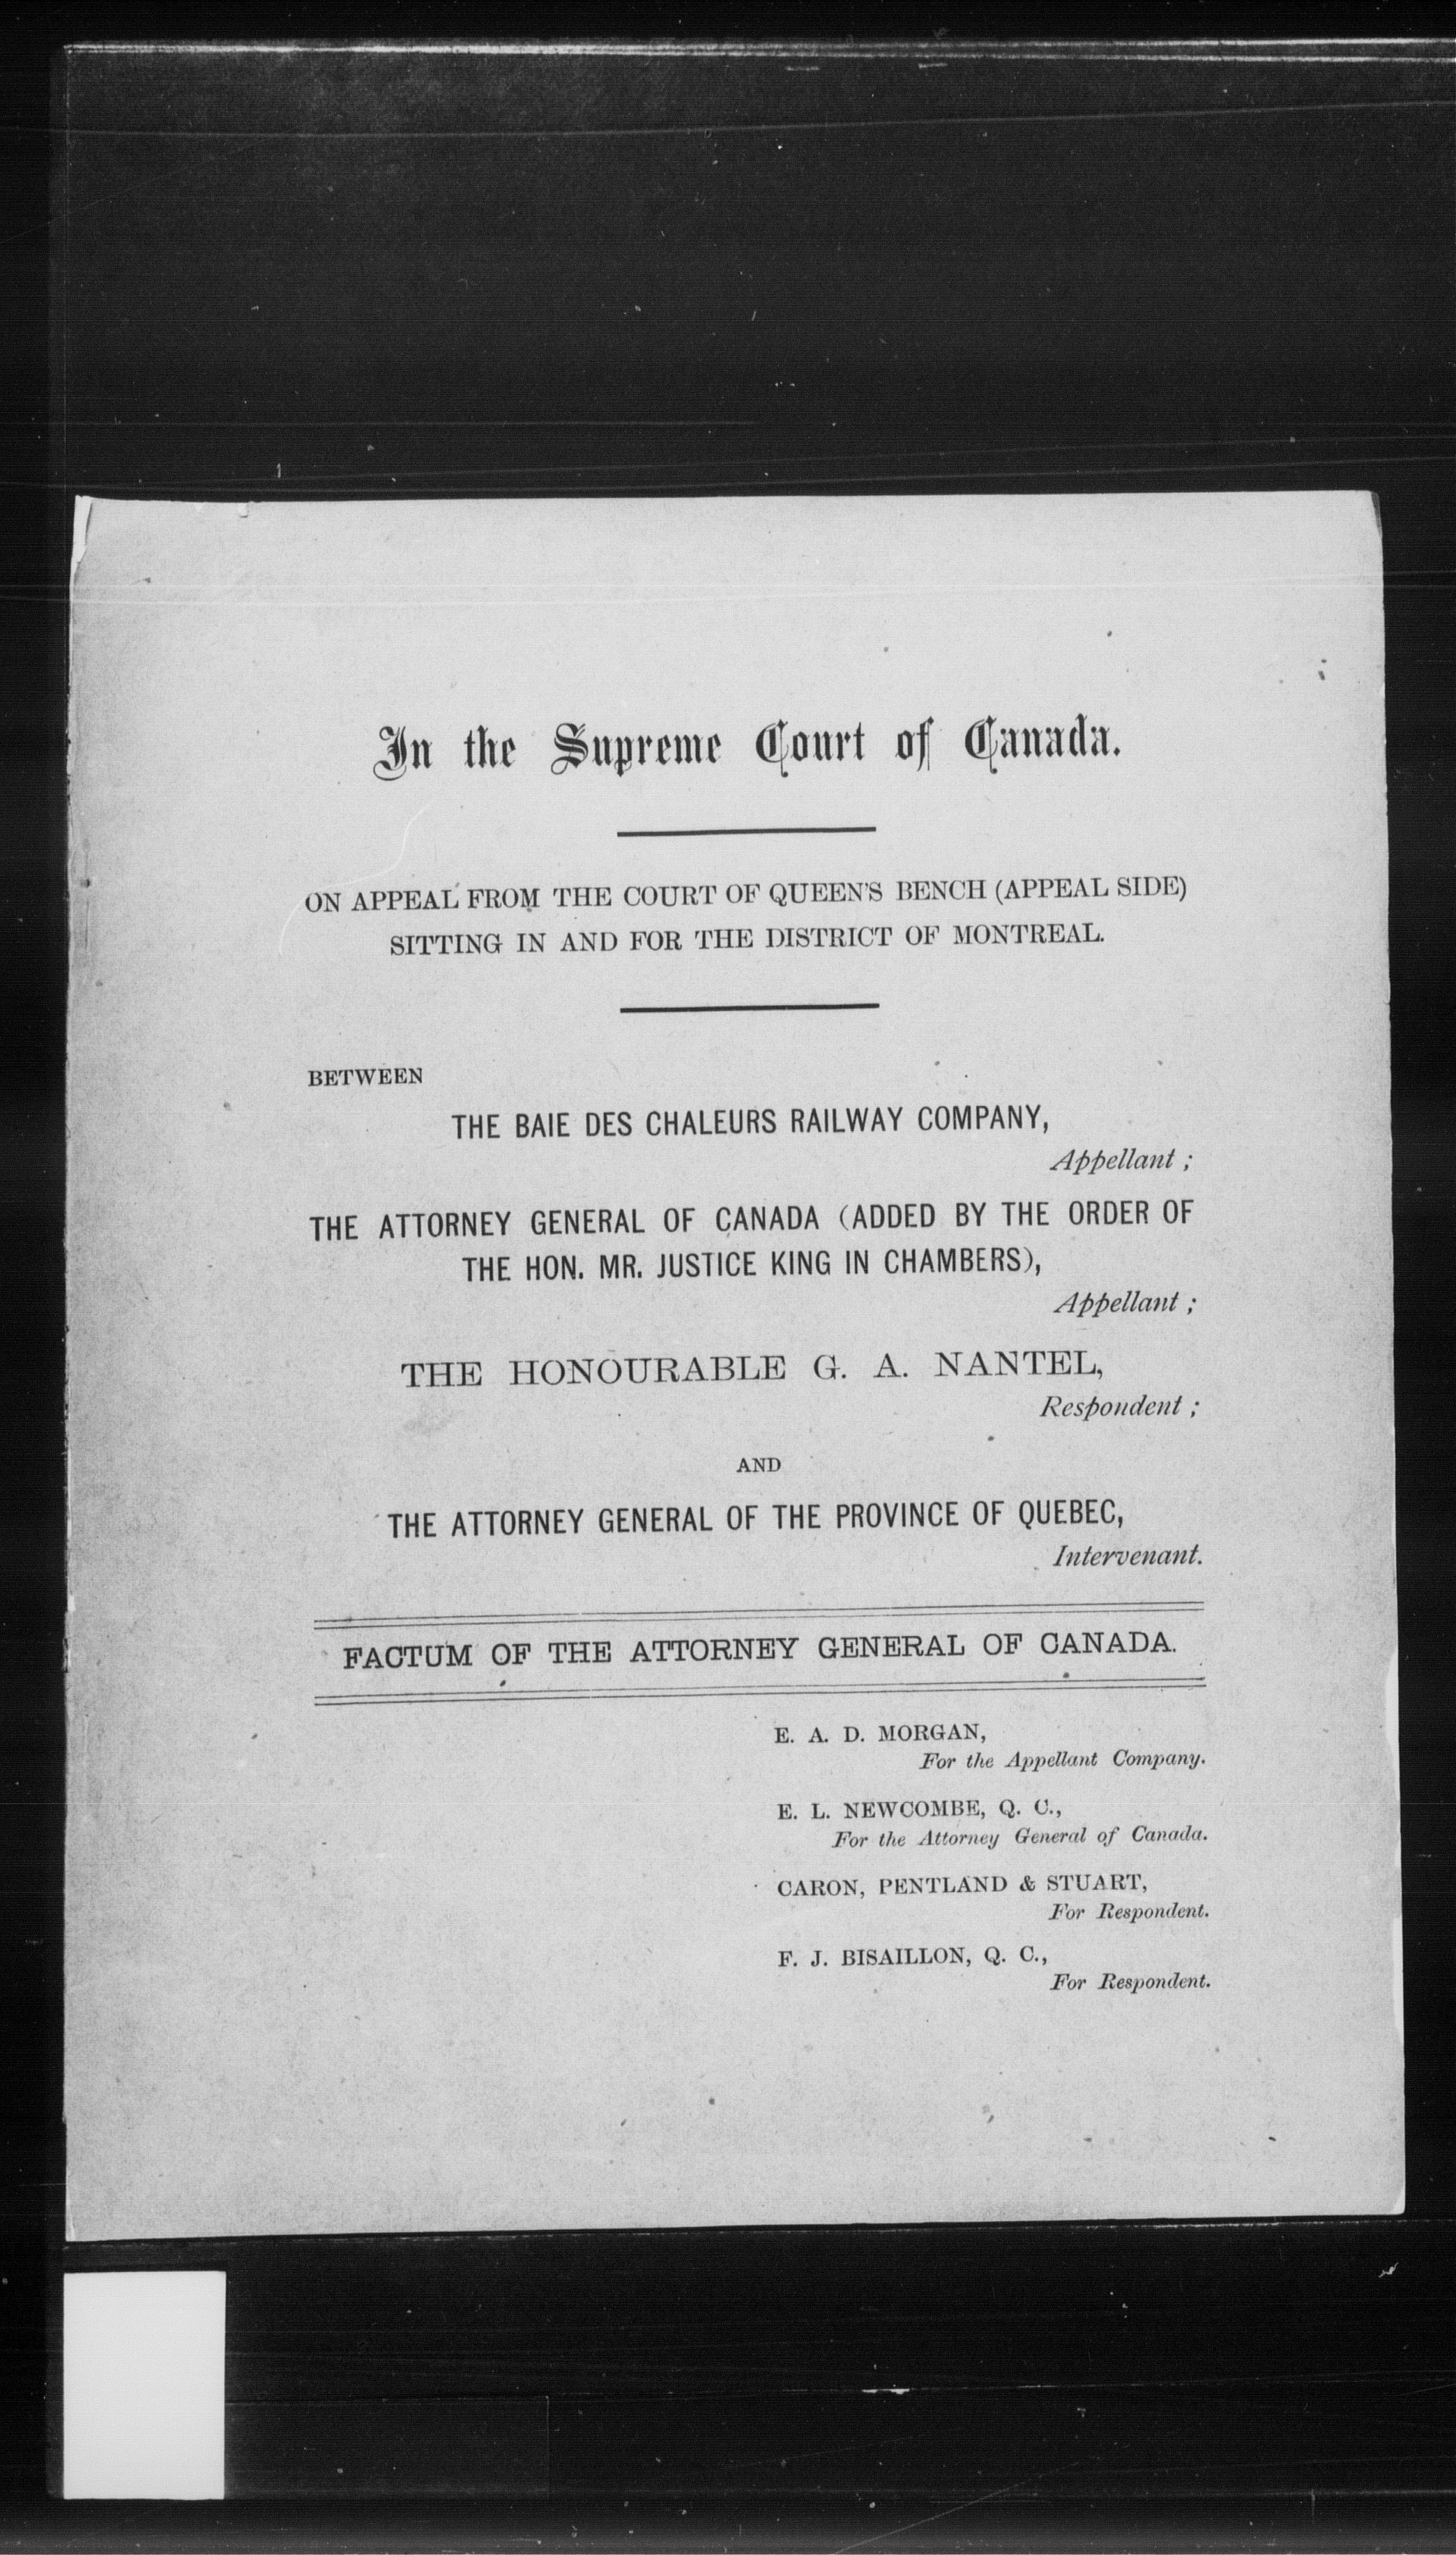 In the Supreme Court of Canada.
ON APPEAL FROM THE COURT OF QUEEN'S BENCH (APPEAL SIDE)
SITTING IN AND FOR THE DISTRICT OF MONTREAL.
BETWEEN
THE BAIE DES CHALEURS RAILWAY COMPANY,
Appellant ;
THE ATTORNEY GENERAL OF CANADA (ADDED BY THE ORDER OF
THE HON. MR. JUSTICE KING IN CHAMBERS),
Appellant ;
THE HONOURABLE G. A. NANTEL,
Respondent ;
AND
THE ATTORNEY GENERAL OF THE PROVINCE OF QUEBEC,
Intervenant.
FACTUM OF THE ATTORNEY GENERAL OF CANADA.
E. A. D. MORGAN,
For the Appellant Company.
E. L. NEWCOMBE, Q. C.,
For the Attorney General of Canada.
CARON, PENTLAND & STUART,
For Respondent.
F. J. BISAILLON, Q. C.,
For Respondent.